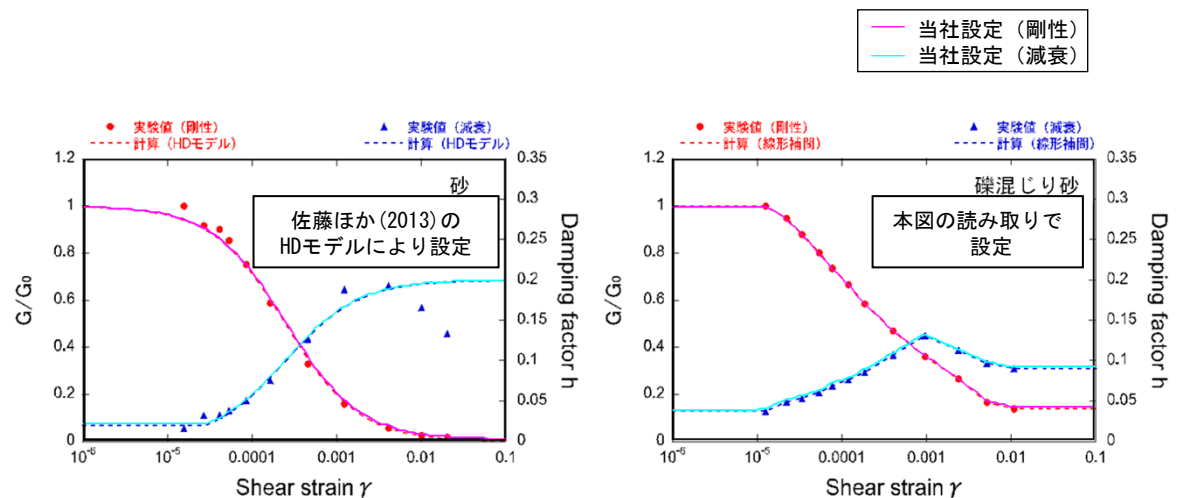 当社設定（剛性）
当社設定（減衰）
実験値（剛性）
計算（HDモデル）
実験値（減衰）
計算（HDモデル）
1.2
1
0.8
0.6
0.4
0.2
0
G/G₀
0.35
0.3
0.25
0.2
0.15
0.1
0.05
0
Damping factor h
砂
佐藤ほか(2013)の
HDモデルにより設定
10⁻⁶
10⁻⁵
0.0001
0.001
0.01
0.1
Shear strain γ
実験値（剛性）
計算（線形補間）
実験値（減衰）
計算（線形補間）
1.2
1
0.8
0.6
0.4
0.2
0
G/G₀
0.35
0.3
0.25
0.2
0.15
0.1
0.05
0
Damping factor h
礫混じり砂
本図の読み取りで
設定
10⁻⁶
10⁻⁵
0.0001
0.001
0.01
0.1
Shear strain γ